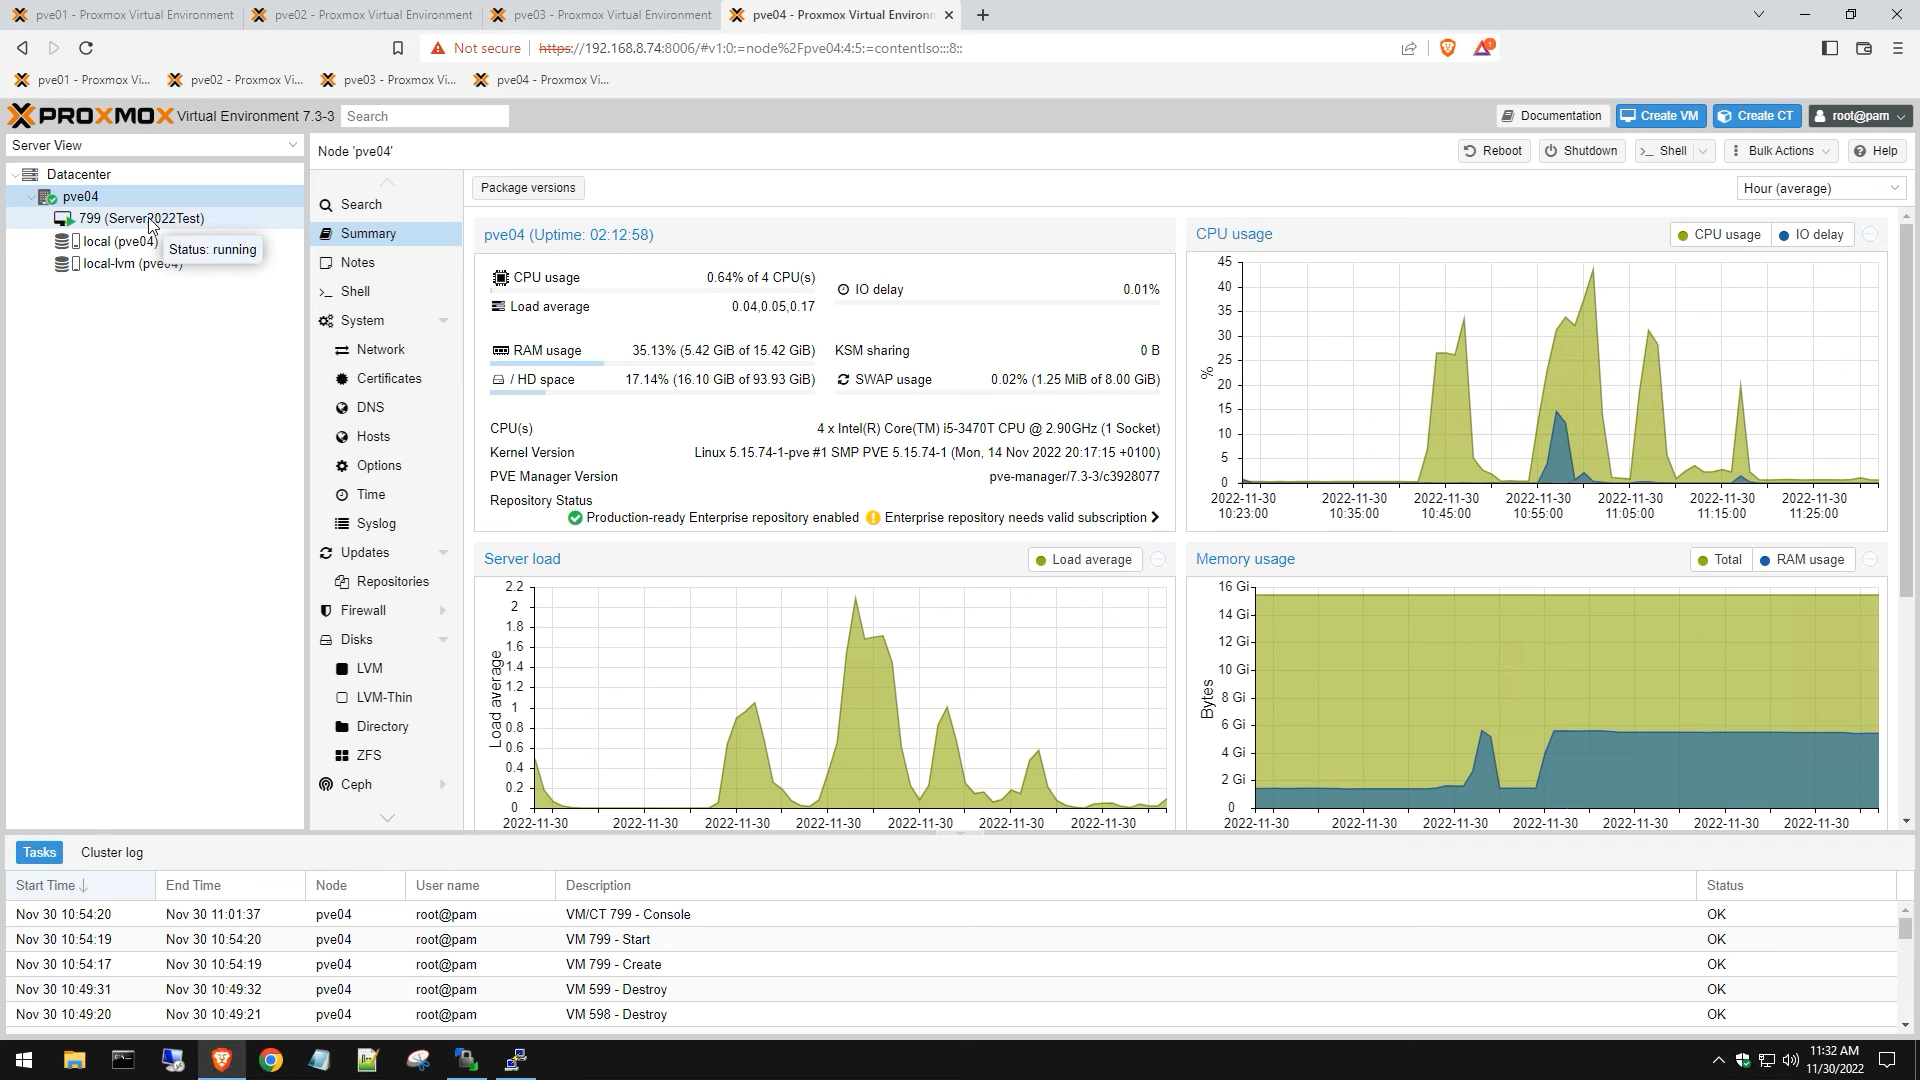 pve01 - Proxmox Virtual Environment
pve02 - Proxmox Virtual Environment
pve03 - Proxmox Virtual Environment
pve04 - Proxmox Virtual Environm
Not secure
https://192.168.8.74:8006/#v1:0:=node%2Fpve04:4:5:=contentIso:::8::
1
pve01 - Proxmox Vi...
pve02 - Proxmox Vi...
pve03 - Proxmox Vi...
pve04 - Proxmox Vi...
PROXMOX Virtual Environment 7.3-3
Search
Documentation
Create VM
Create CT
root@pam
Server View
Datacenter
pve04
799 (Server2022Test)
local (pve04)
Status: running
local-lvm (pve04)
Node 'pve04'
Reboot
Shutdown
>_ Shell
Bulk Actions
Help
Search
Summary
Notes
>_ Shell
System
Network
Certificates
DNS
Hosts
Options
Time
Syslog
Updates
Repositories
Firewall
Disks
LVM
LVM-Thin
Directory
ZFS
Ceph
Package versions
Hour (average)
pve04 (Uptime: 02:12:58)
CPU usage 0.64% of 4 CPU(s)
IO delay 0.01%
Load average 0.04,0.05,0.17
RAM usage 35.13% (5.42 GiB of 15.42 GiB)
KSM sharing 0 B
/ HD space 17.14% (16.10 GiB of 93.93 GiB)
SWAP usage 0.02% (1.25 MiB of 8.00 GiB)
CPU(s) 4 x Intel(R) Core(TM) i5-3470T CPU @ 2.90GHz (1 Socket)
Kernel Version Linux 5.15.74-1-pve #1 SMP PVE 5.15.74-1 (Mon, 14 Nov 2022 20:17:15 +0100)
PVE Manager Version pve-manager/7.3-3/c3928077
Repository Status
Production-ready Enterprise repository enabled Enterprise repository needs valid subscription
CPU usage
CPU usage
IO delay
45
40
35
30
25
20
15
10
5
0
%
2022-11-30 2022-11-30 2022-11-30 2022-11-30 2022-11-30 2022-11-30 2022-11-30
10:23:00 10:35:00 10:45:00 10:55:00 11:05:00 11:15:00 11:25:00
Server load
Load average
2.2
2
1.8
1.6
1.4
1.2
1
0.8
0.6
0.4
0.2
0
Load average
2022-11-30 2022-11-30 2022-11-30 2022-11-30 2022-11-30 2022-11-30 2022-11-30
Memory usage
Total
RAM usage
16 Gi
14 Gi
12 Gi
10 Gi
8 Gi
6 Gi
4 Gi
2 Gi
0
Bytes
2022-11-30 2022-11-30 2022-11-30 2022-11-30 2022-11-30 2022-11-30 2022-11-30
Tasks
Cluster log
Start Time End Time Node User name Description Status
Nov 30 10:54:20 Nov 30 11:01:37 pve04 root@pam VM/CT 799 - Console OK
Nov 30 10:54:19 Nov 30 10:54:20 pve04 root@pam VM 799 - Start OK
Nov 30 10:54:17 Nov 30 10:54:19 pve04 root@pam VM 799 - Create OK
Nov 30 10:49:31 Nov 30 10:49:32 pve04 root@pam VM 599 - Destroy OK
Nov 30 10:49:20 Nov 30 10:49:21 pve04 root@pam VM 598 - Destroy OK
11:32 AM
11/30/2022